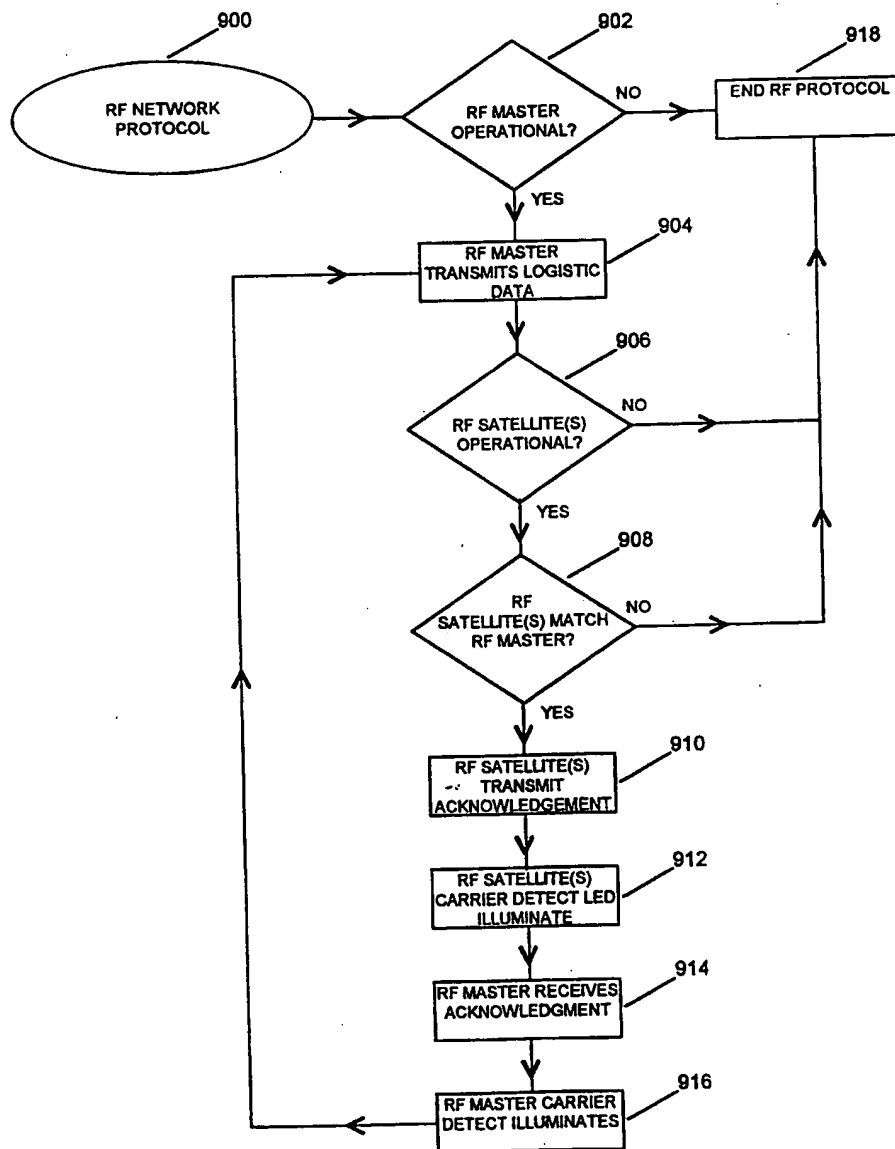 900
902
918
RF NETWORK
PROTOCOL
RF MASTER
OPERATIONAL?
NO
END RF PROTOCOL
YES
904
RF MASTER
TRANSMITS LOGISTIC
DATA
906
RF SATELLITE(S)
OPERATIONAL?
NO
YES
908
RF
SATELLITE(S) MATCH
RF MASTER?
NO
YES
910
RF SATELLITE(S)
TRANSMIT
ACKNOWLEDGEMENT
912
RF SATELLITE(S)
CARRIER DETECT LED
ILLUMINATE
914
RF MASTER RECEIVES
ACKNOWLEDGMENT
916
RF MASTER CARRIER
DETECT ILLUMINATES